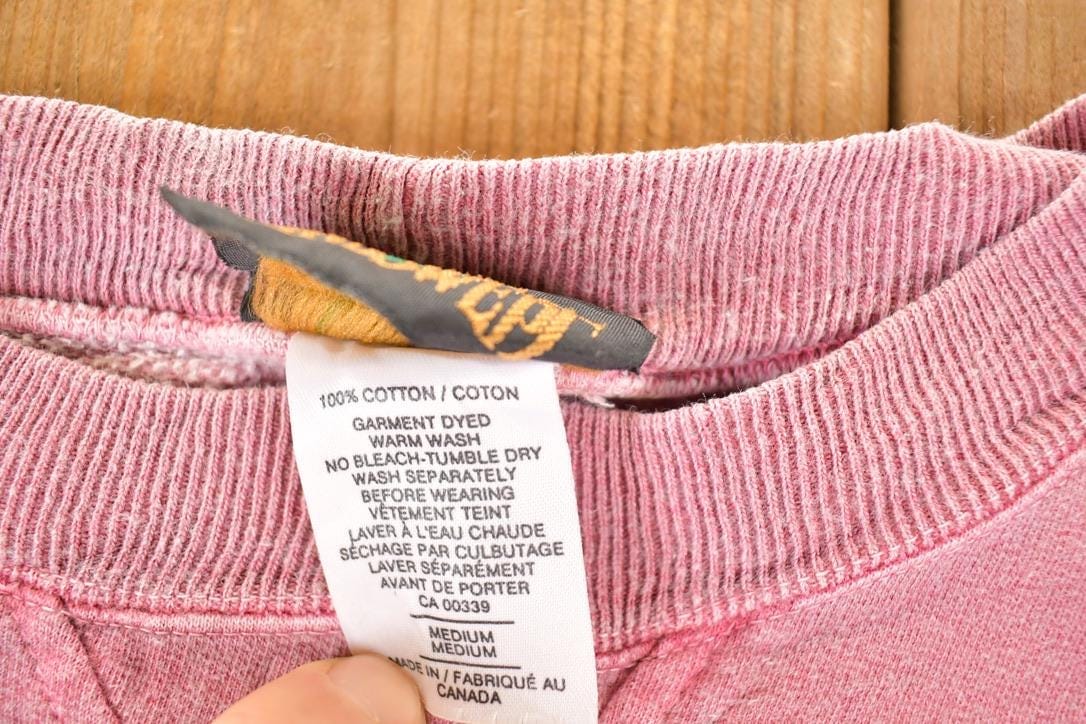 SWEPT
100% COTTON / COTON
GARMENT DYED
WARM WASH
NO BLEACH-TUMBLE DRY
WASH SEPARATELY
BEFORE WEARING
VÊTEMENT TEINT
LAVER À L'EAU CHAUDE
SÉCHAGE PAR CULBUTAGE
LAVER SÉPARÉMENT
AVANT DE PORTER
CA 00339
MEDIUM
MEDIUM
MADE IN / FABRIQUÉ AU
CANADA